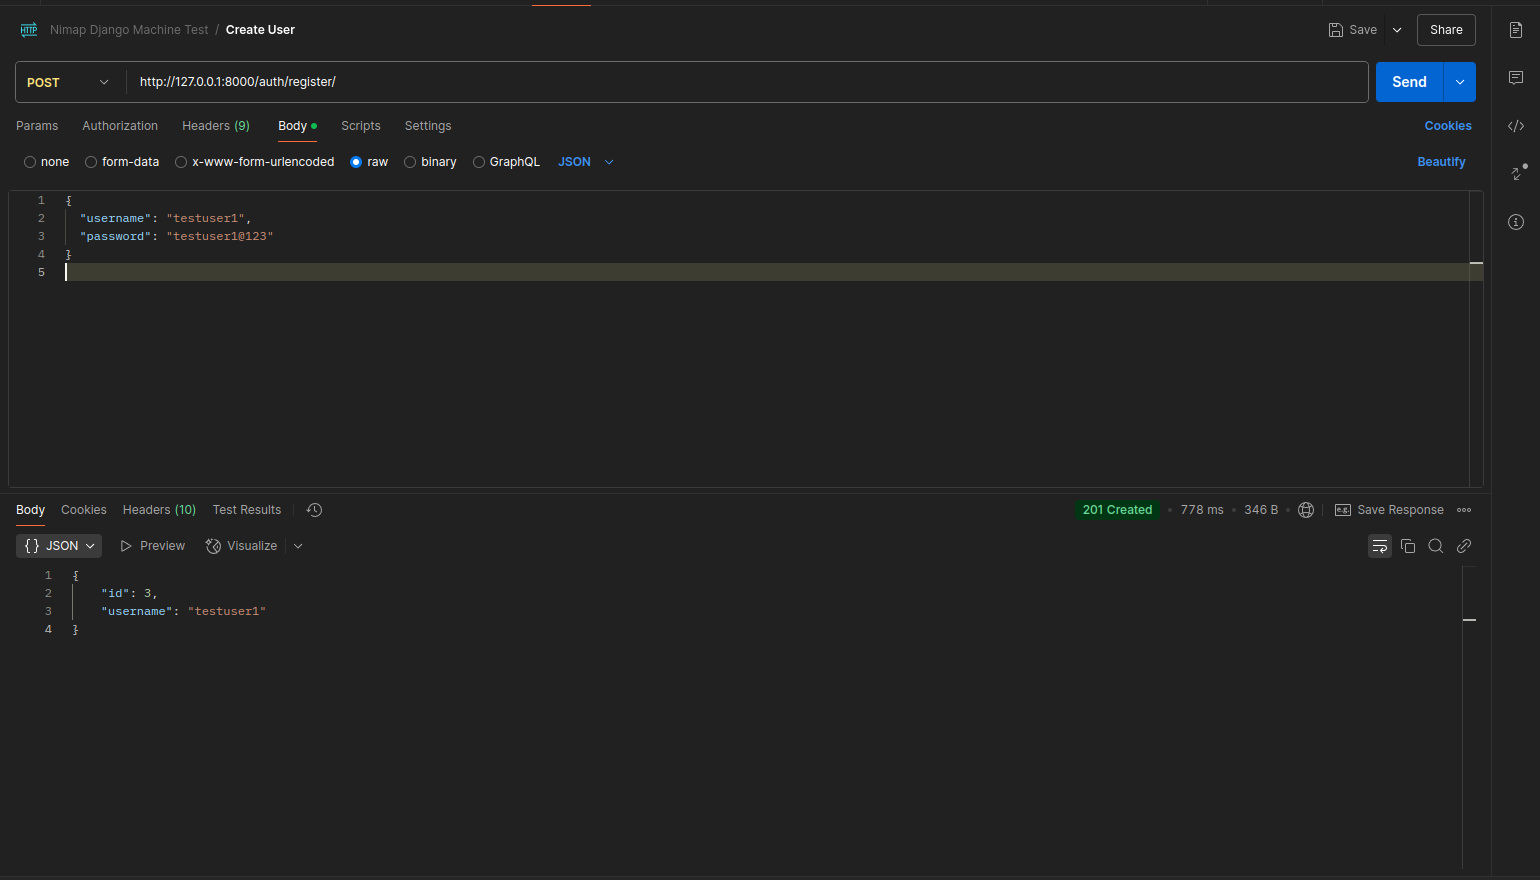 HTTP Nimap Django Machine Test / Create User Save Share
POST http://127.0.0.1:8000/auth/register/ Send
Params Authorization Headers (9) Body Scripts Settings Cookies
none form-data x-www-form-urlencoded raw binary GraphQL JSON Beautify
1 {
2 "username": "testuser1",
3 "password": "testuser1@123"
4 }
5
Body Cookies Headers (10) Test Results 201 Created • 778 ms • 346 B • e.g. Save Response
{} JSON Preview Visualize
1 {
2 "id": 3,
3 "username": "testuser1"
4 }